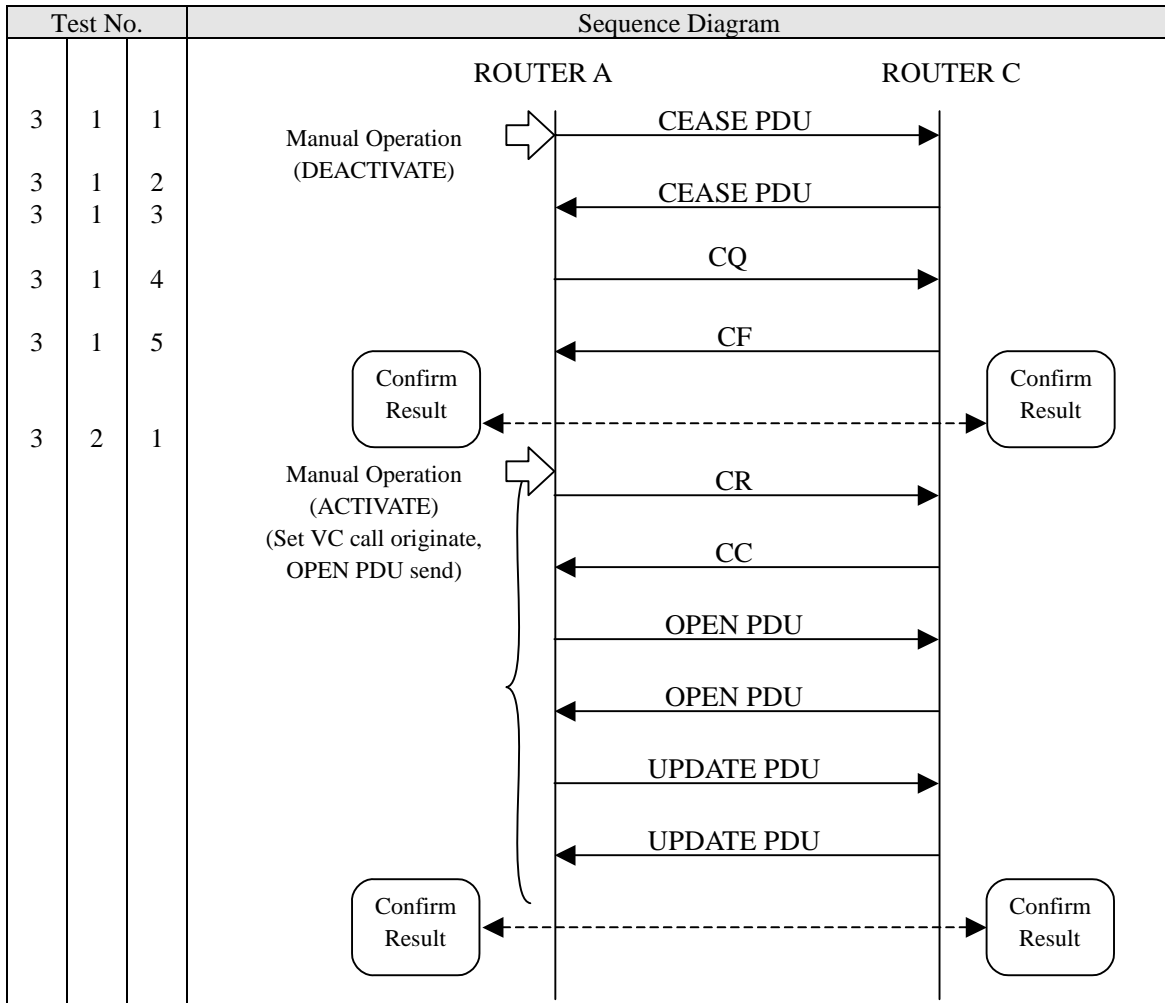 Test No. Sequence Diagram
ROUTER A ROUTER C
3 1 1 Manual Operation CEASE PDU
(DEACTIVATE)
3 1 2 CEASE PDU
3 1 3
CQ
3 1 4
3 1 5 CF
Confirm Confirm
Result Result
3 2 1
Manual Operation CR
(ACTIVATE)
(Set VC call originate, CC
OPEN PDU send)
OPEN PDU
OPEN PDU
UPDATE PDU
UPDATE PDU
Confirm Confirm
Result Result